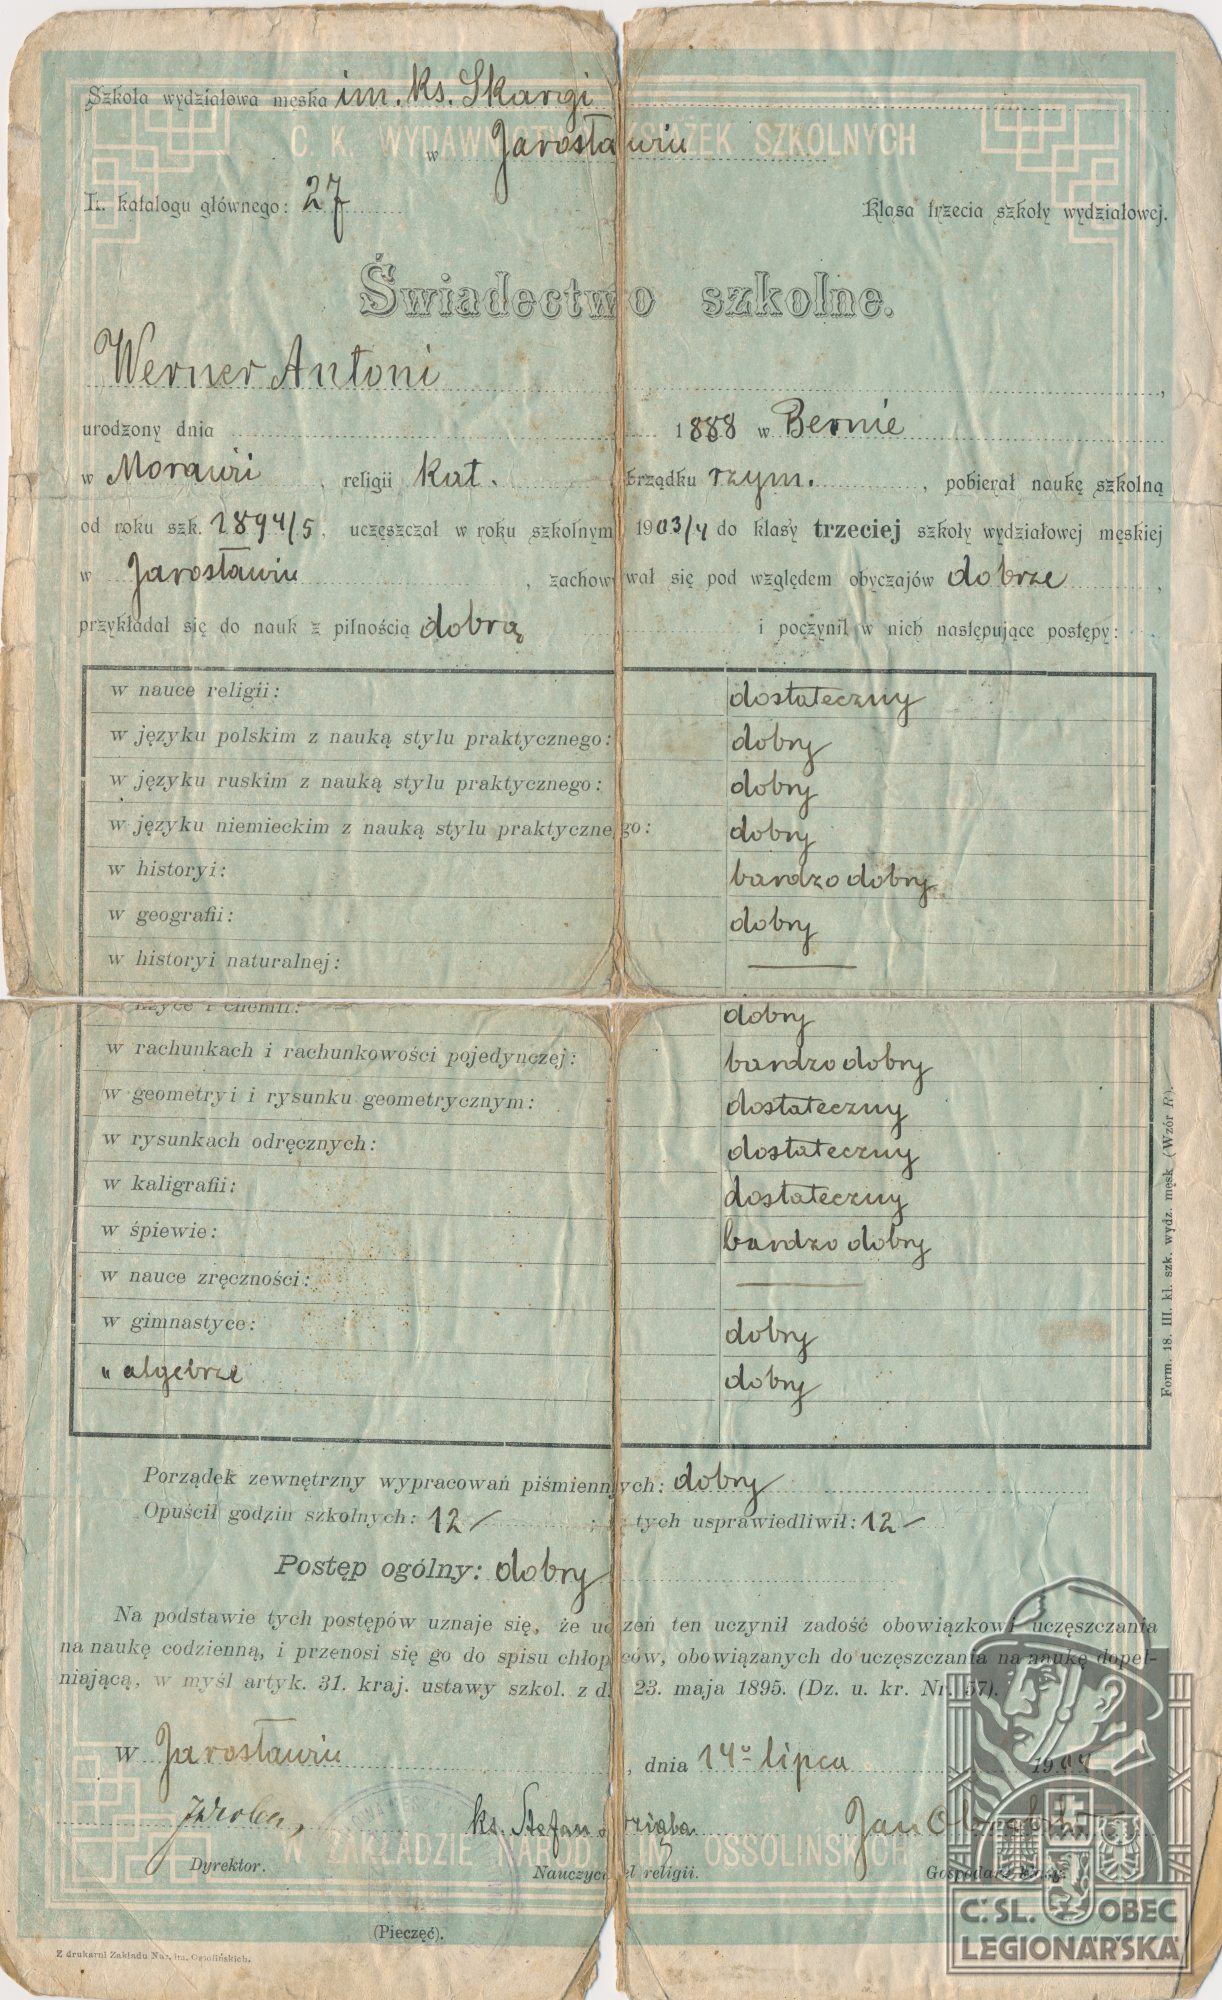 Szkoła wydziałowa męska im. ks. Skargi
C. K. WYDAWNICTWO KSIĄŻEK SZKOLNYCH
w Jarosławiu
L. katalogu głównego: 27
Klasa trzecia szkoły wydziałowej.
Świadectwo szkolne.
Werner Antoni ,
urodzony dnia 1888 w Bernie
w Morawii , religii kat. obrządku rzym. , pobierał naukę szkolną
od roku szk. 1894/5, uczęszczał w roku szkolnym 1903/4 do klasy trzeciej szkoły wydziałowej męskiej
w Jarosławiu , zachowywał się pod względem obyczajów dobrze ,
przykładał się do nauk z pilnością dobrą i poczynił w nich następujące postępy:
w nauce religii: dostateczny
w języku polskim z nauką stylu praktycznego: dobry
w języku ruskim z nauką stylu praktycznego: dobry
w języku niemieckim z nauką stylu praktycznego: dobry
w historyi: bardzo dobry
w geografii: dobry
w historyi naturalnej: —
fizyce i chemii: dobry
w rachunkach i rachunkowości pojedynczej: bardzo dobry
w geometryi i rysunku geometrycznym: dostateczny
w rysunkach odręcznych: dostateczny
w kaligrafii: dostateczny
w śpiewie: bardzo dobry
w nauce zręczności: —
w gimnastyce: dobry
" algebrze dobry
Form. 18. III. kl. szk. wydz. męsk (Wzór R).
Porządek zewnętrzny wypracowań piśmiennych: dobry
Opuścił godzin szkolnych: 12/ ; z tych usprawiedliwił: 12-
Postęp ogólny: dobry
Na podstawie tych postępów uznaje się, że uczeń ten uczynił zadość obowiązkowi uczęszczania
na naukę codzienną, i przenosi się go do spisu chłopców, obowiązanych do uczęszczania na naukę dopeł-
niającą, w myśl artyk. 31. kraj. ustawy szkol. z d. 23. maja 1895. (Dz. u. kr. Nr. 57).
W Jarosławiu , dnia 14º lipca 1904
ks. Stefan Jan
W ZAKŁADZIE NAROD. IM. OSSOLIŃSKICH
Dyrektor. Nauczyciel religii. Gospodarz klasy.
(Pieczęć).
Z drukarni Zakładu Nar. im. Ossolińskich.
Č. SL. OBEC
LEGIONÁŘSKÁ